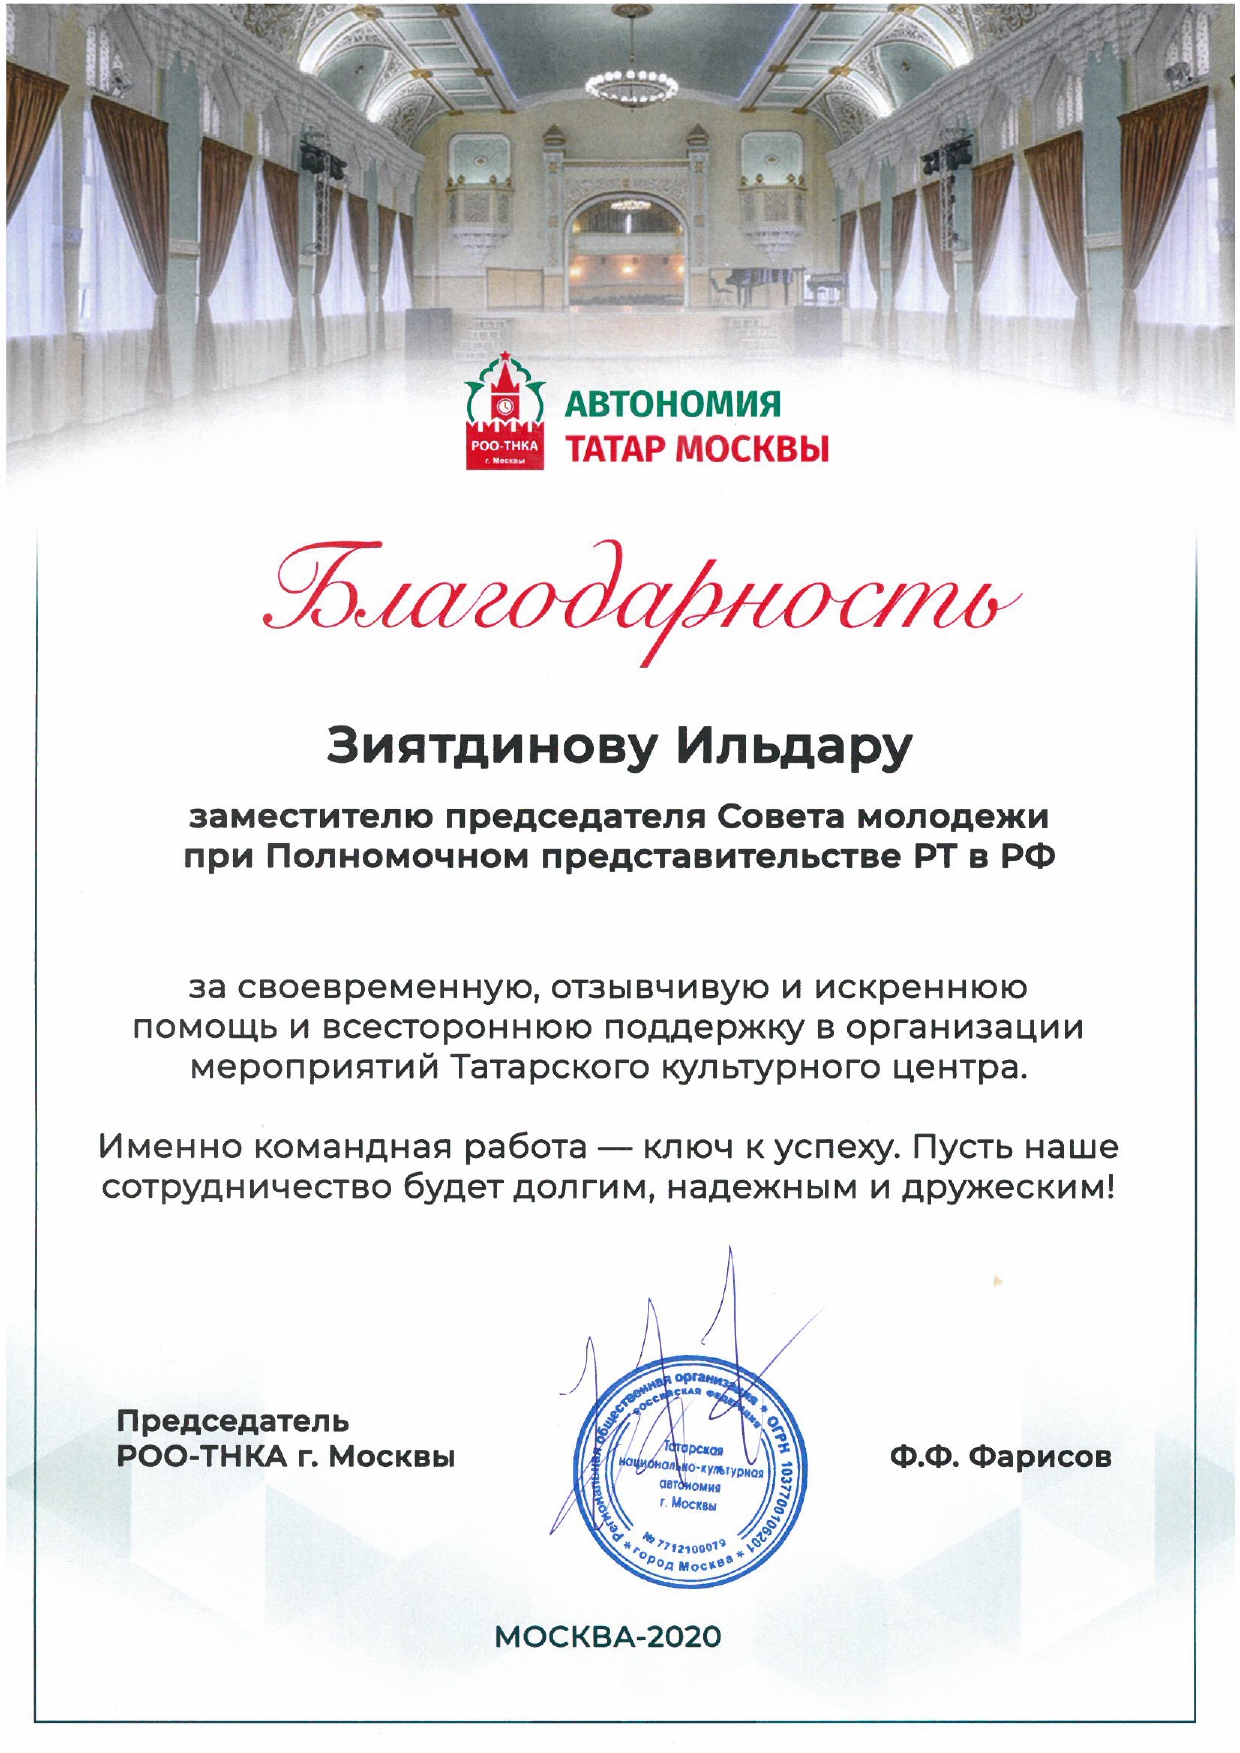 РОО-ТНКА
г. Москвы
АВТОНОМИЯ
ТАТАР МОСКВЫ
Благодарность
Зиятдинову Ильдару
заместителю председателя Совета молодежи
при Полномочном представительстве РТ в РФ
за своевременную, отзывчивую и искреннюю
помощь и всестороннюю поддержку в организации
мероприятий Татарского культурного центра.
Именно командная работа — ключ к успеху. Пусть наше
сотрудничество будет долгим, надежным и дружеским!
Председатель
РОО-ТНКА г. Москвы
Региональная общественная организация * ОГРН 1037700106201 * город Москва *
РОССИЙСКАЯ ФЕДЕРАЦИЯ
Татарская
национально-культурная
автономия
г. Москвы
№ 7712100079
Ф.Ф. Фарисов
МОСКВА-2020